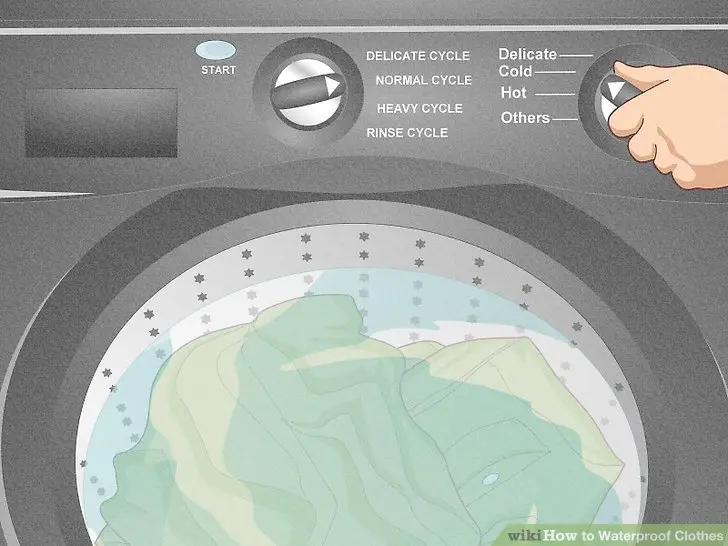 START
DELICATE CYCLE
NORMAL CYCLE
HEAVY CYCLE
RINSE CYCLE
Delicate
Cold
Hot
Others
wikiHow to Waterproof Clothes